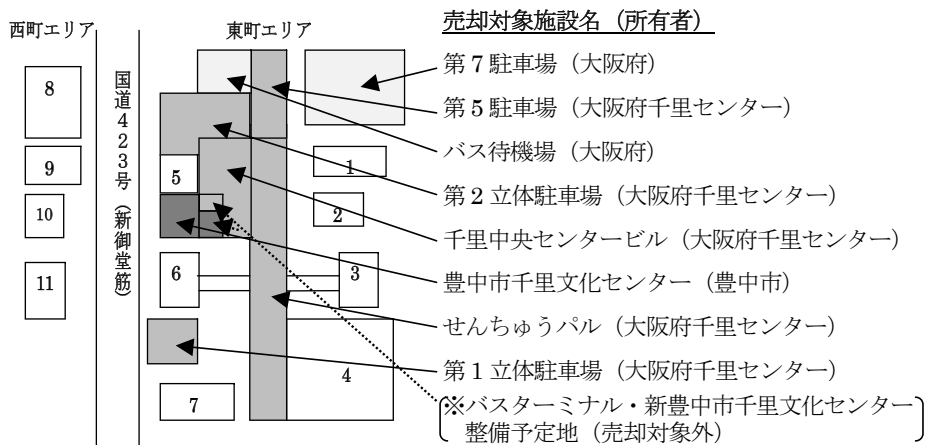 西町エリア
東町エリア
売却対象施設名（所有者）
国道423号（新御堂筋）
8
9
10
11
5
6
7
1
2
3
4
第7駐車場（大阪府）
第5駐車場（大阪府千里センター）
バス待機場（大阪府）
第2立体駐車場（大阪府千里センター）
千里中央センタービル（大阪府千里センター）
豊中市千里文化センター（豊中市）
せんちゅうパル（大阪府千里センター）
第1立体駐車場（大阪府千里センター）
※バスターミナル・新豊中市千里文化センター
整備予定地（売却対象外）